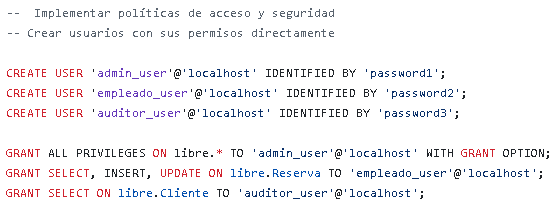 --  Implementar políticas de acceso y seguridad
-- Crear usuarios con sus permisos directamente
CREATE USER 'admin_user'@'localhost' IDENTIFIED BY 'password1';
CREATE USER 'empleado_user'@'localhost' IDENTIFIED BY 'password2';
CREATE USER 'auditor_user'@'localhost' IDENTIFIED BY 'password3';
GRANT ALL PRIVILEGES ON libre.* TO 'admin_user'@'localhost' WITH GRANT OPTION;
GRANT SELECT, INSERT, UPDATE ON libre.Reserva TO 'empleado_user'@'localhost';
GRANT SELECT ON libre.Cliente TO 'auditor_user'@'localhost';